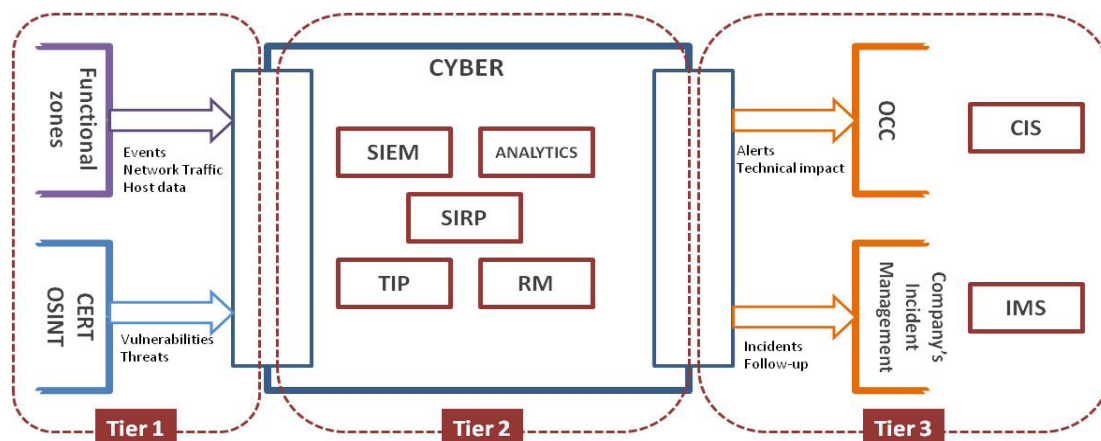 Functional
zones
Events
Network Traffic
Host data
CERT
OSINT
Vulnerabilities
Threats
Tier 1
CYBER
SIEM
ANALYTICS
SIRP
TIP
RM
Tier 2
Alerts
Technical impact
OCC
CIS
Incidents
Follow-up
Company's
Incident
Management
IMS
Tier 3